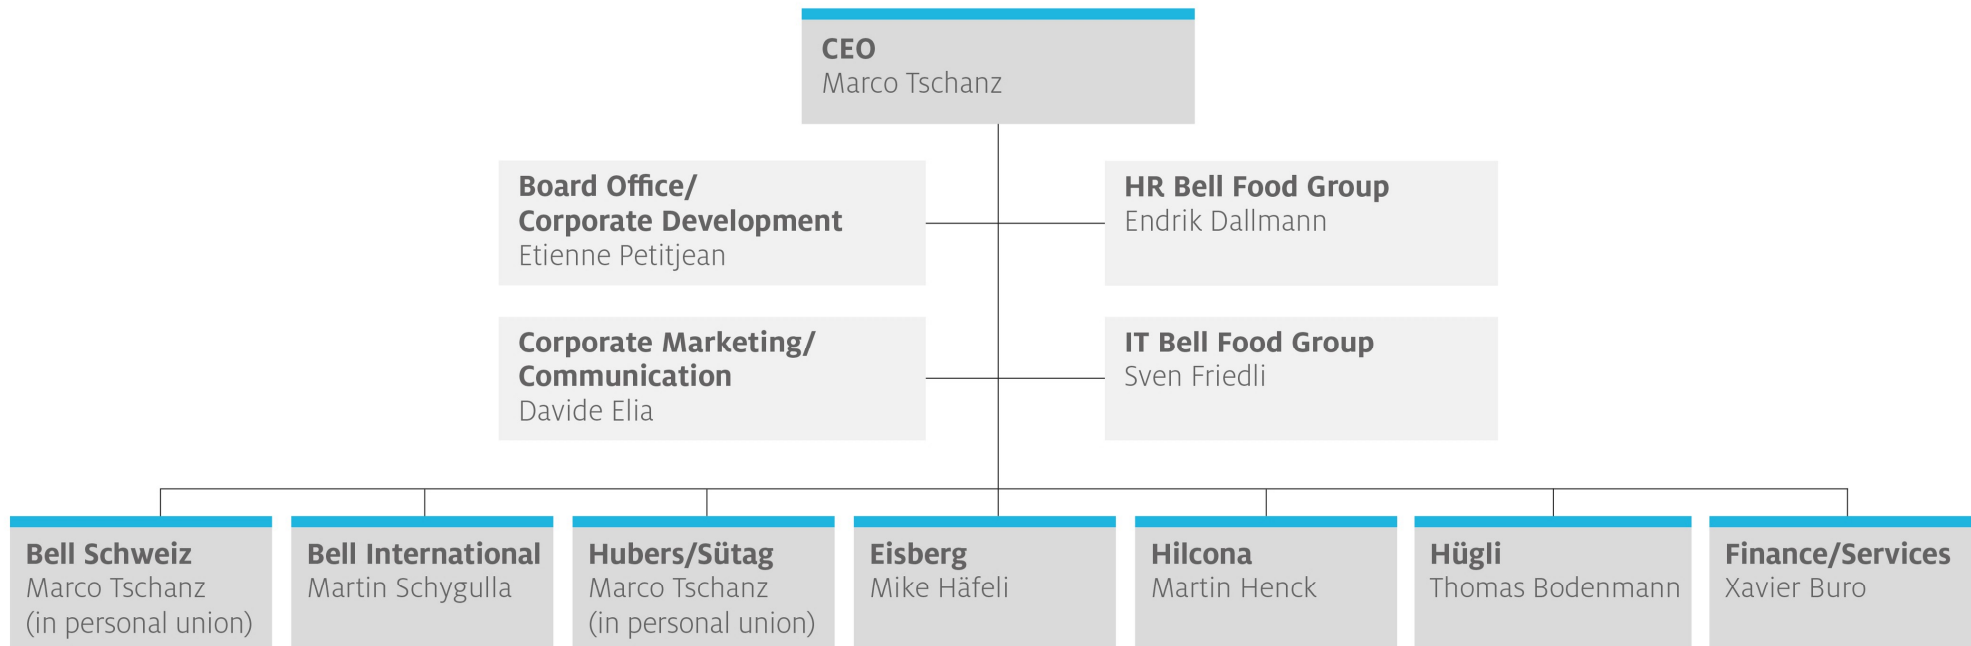 CEO
Marco Tschanz
Board Office/
Corporate Development
Etienne Petitjean
HR Bell Food Group
Endrik Dallmann
Corporate Marketing/
Communication
Davide Elia
IT Bell Food Group
Sven Friedli
Bell Schweiz
Marco Tschanz
(in personal union)
Bell International
Martin Schygulla
Hubers/Sütag
Marco Tschanz
(in personal union)
Eisberg
Mike Häfeli
Hilcona
Martin Henck
Hügli
Thomas Bodenmann
Finance/Services
Xavier Buro